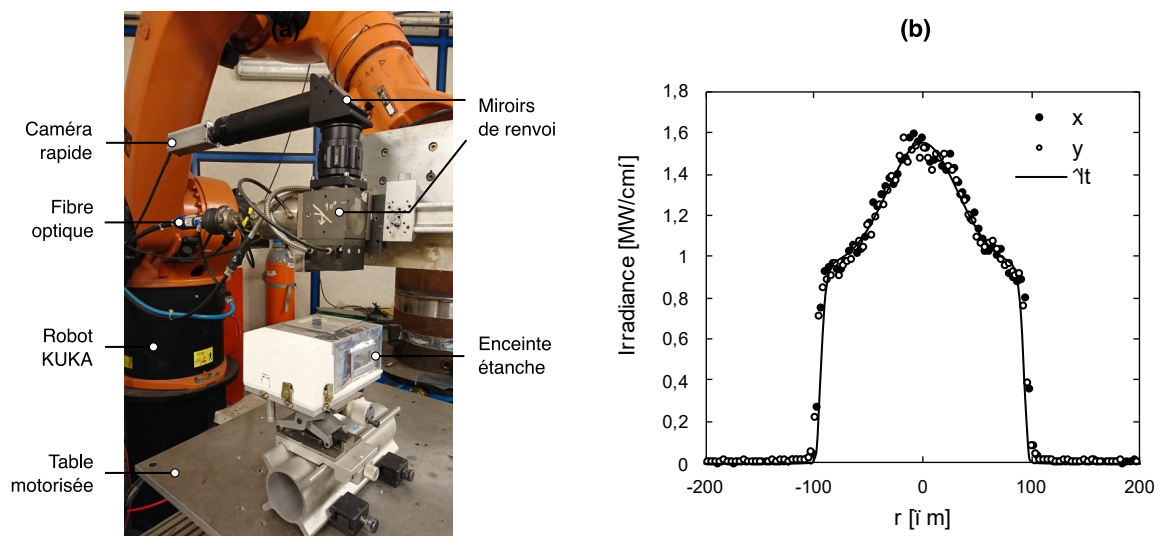 (a)
Caméra
rapide
Fibre
optique
Robot
KUKA
Table
motorisée
Miroirs
de renvoi
Enceinte
étanche
(b)
Irradiance [MW/cmí]
1,8
1,6
1,4
1,2
1
0,8
0,6
0,4
0,2
0
-200
-100
0
100
200
r [ï m]
x
y
^It